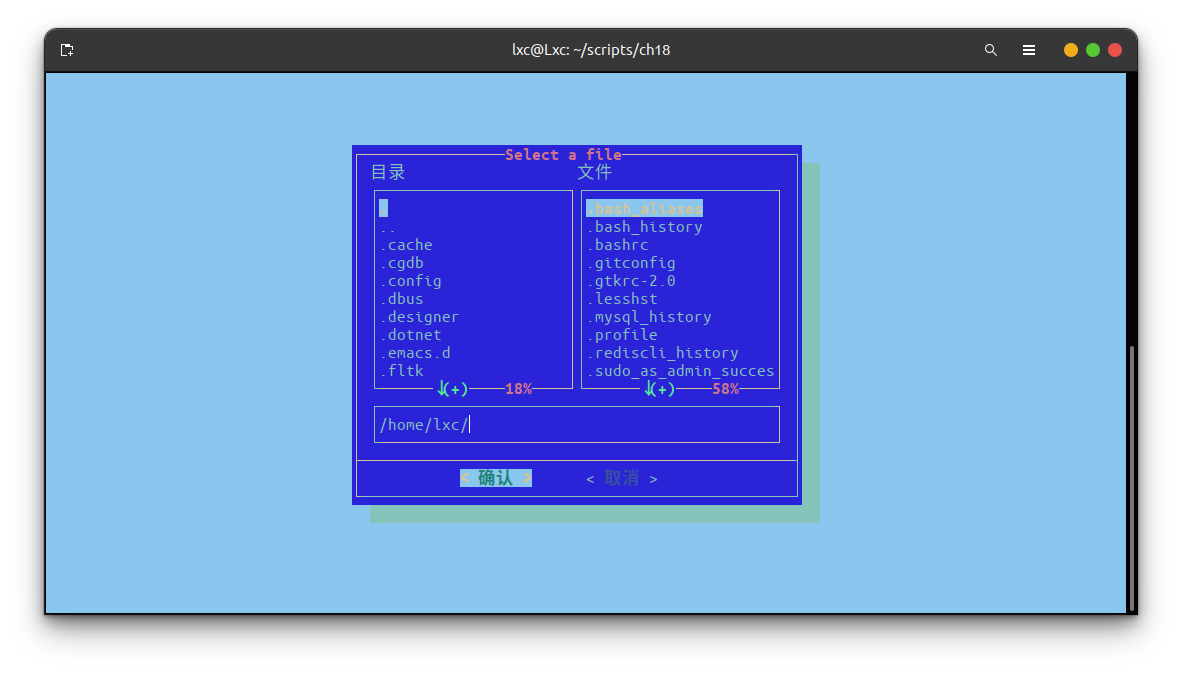 lxc@Lxc: ~/scripts/ch18
Select a file
目录 文件
. .bash_aliases
.. .bash_history
.cache .bashrc
.cgdb .gitconfig
.config .gtkrc-2.0
.dbus .lesshst
.designer .mysql_history
.dotnet .profile
.emacs.d .rediscli_history
.fltk .sudo_as_admin_succes
↓(+) 18% ↓(+) 58%
/home/lxc/
< 确认 > < 取消 >